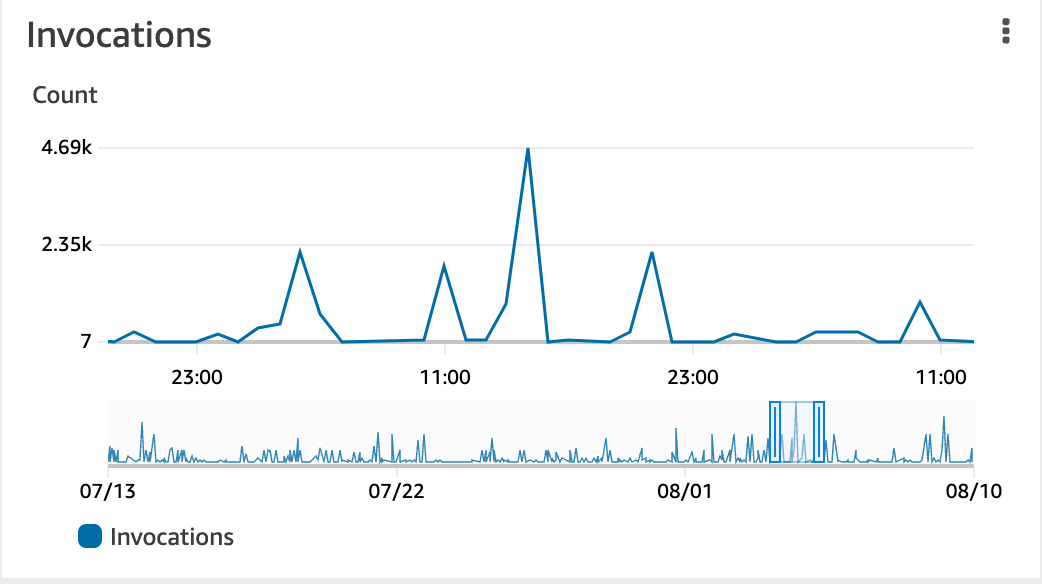 Invocations
Count
4.69k
2.35k
7
23:00 11:00 23:00 11:00
07/13 07/22 08/01 08/10
Invocations